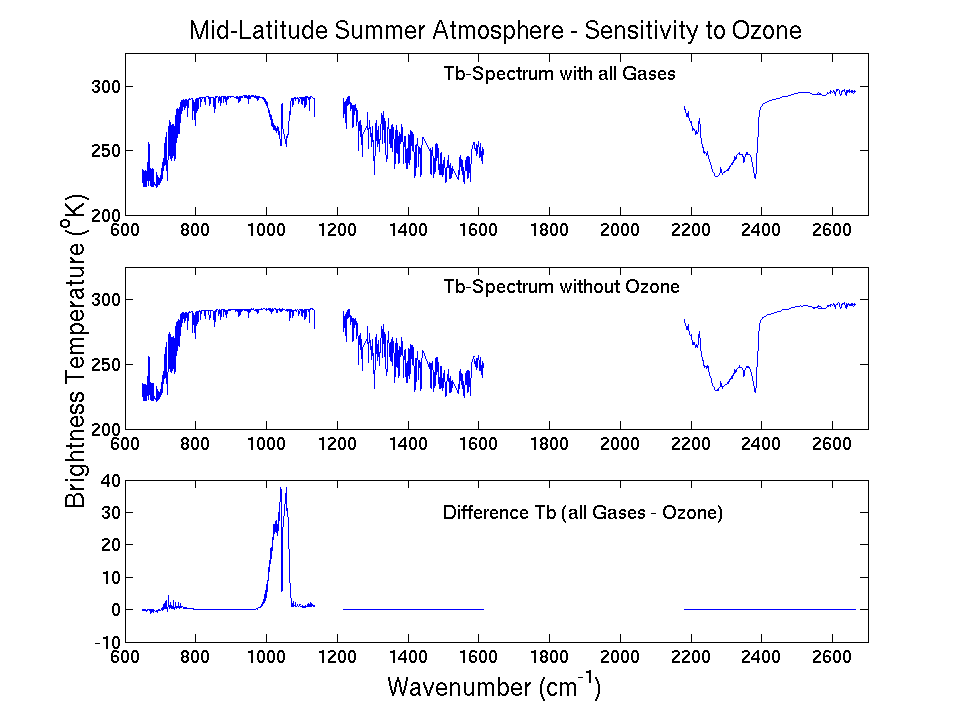 Mid-Latitude Summer Atmosphere - Sensitivity to Ozone
Tb-Spectrum with all Gases
300
250
200
600 800 1000 1200 1400 1600 1800 2000 2200 2400 2600
Tb-Spectrum without Ozone
300
250
200
600 800 1000 1200 1400 1600 1800 2000 2200 2400 2600
Brightness Temperature (°K)
Difference Tb (all Gases - Ozone)
40
30
20
10
0
-10
600 800 1000 1200 1400 1600 1800 2000 2200 2400 2600
Wavenumber (cm⁻¹)